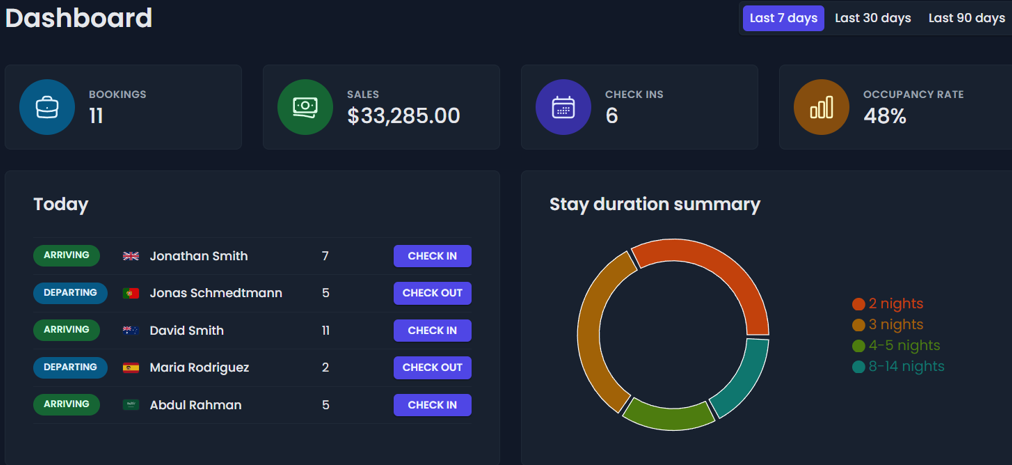 Dashboard
Last 7 days Last 30 days Last 90 days
BOOKINGS
11
SALES
$33,285.00
CHECK INS
6
OCCUPANCY RATE
48%
Today
ARRIVING Jonathan Smith 7 CHECK IN
DEPARTING Jonas Schmedtmann 5 CHECK OUT
ARRIVING David Smith 11 CHECK IN
DEPARTING Maria Rodriguez 2 CHECK OUT
ARRIVING Abdul Rahman 5 CHECK IN
Stay duration summary
2 nights
3 nights
4-5 nights
8-14 nights